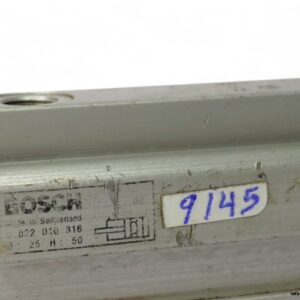 BOSCH
in Switzerland
822 010 316
: 25 H : 50
9145